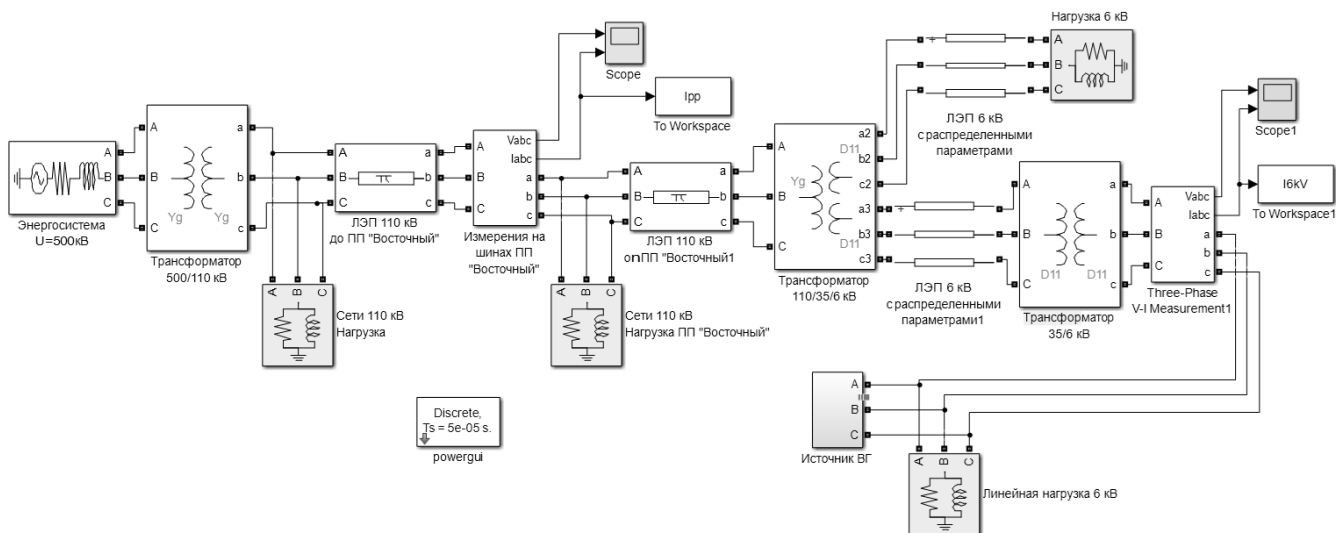 Нагрузка 6 кВ
A
B
C
Scope
Ipp
To Workspace
ЛЭП 6 кВ
с распределенными
параметрами
Scope1
I6kV
To Workspace1
A
B
C
Энергосистема
U=500кВ
A
B
C
a
b
c
Yg
Yg
Трансформатор
500/110 кВ
A
B
C
a
b
c
ЛЭП 110 кВ
до ПП "Восточный"
A
B
C
Vabc
Iabc
a
b
c
Измерения на
шинах ПП
"Восточный"
A
B
C
a
b
c
ЛЭП 110 кВ
опПП "Восточный1
A
B
C
Yg
D11
D11
a2
b2
c2
a3
b3
c3
Трансформатор
110/35/6 кВ
ЛЭП 6 кВ
с распределенными
параметрами1
A
B
C
a
b
c
D11
D11
Трансформатор
35/6 кВ
A
B
C
Vabc
Iabc
a
b
c
Three-Phase
V-I Measurement1
A
B
C
Сети 110 кВ
Нагрузка
A
B
C
Сети 110 кВ
Нагрузка ПП "Восточный"
Discrete,
Ts = 5e-05 s.
powergui
A
B
C
Источник ВГ
A
B
C
Линейная нагрузка 6 кВ